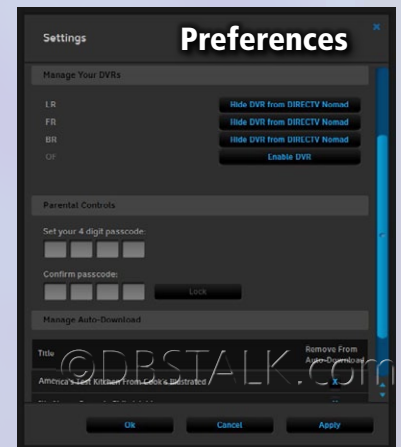 Settings
Preferences
x
Manage Your DVRs
LR Hide DVR from DIRECTV Nomad
FR Hide DVR from DIRECTV Nomad
BR Hide DVR from DIRECTV Nomad
OF Enable DVR
Parental Controls
Set your 4 digit passcode:
Confirm passcode:
Lock
Manage Auto-Download
Title Remove From
Auto-Download
©DBSTALK.com
America's Test Kitchen From Cook's Illustrated X
Ok Cancel Apply